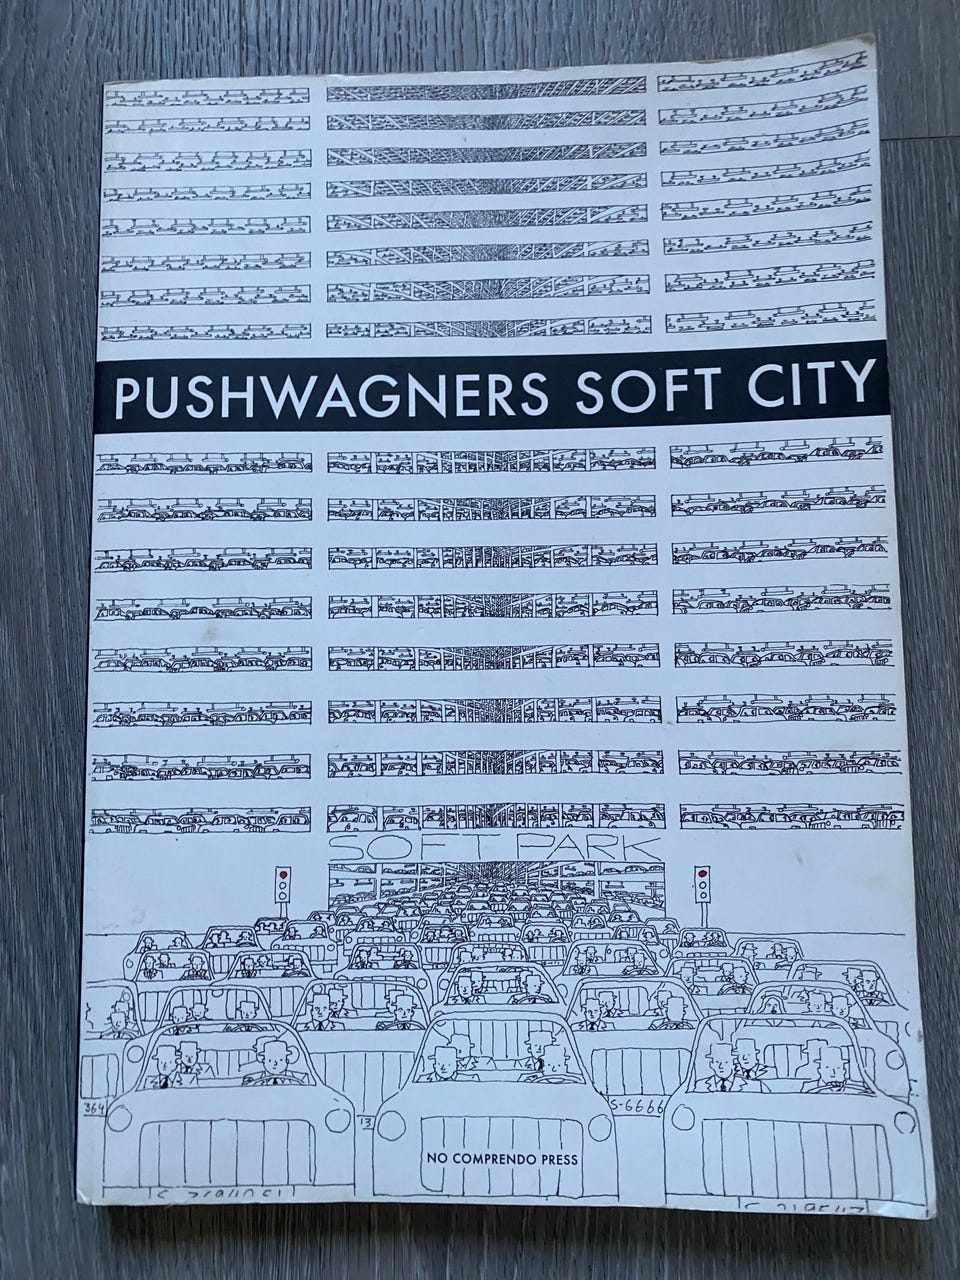 PUSHWAGNERS SOFT CITY
SOFT PARK
364
13
S-6666
NO COMPRENDO PRESS